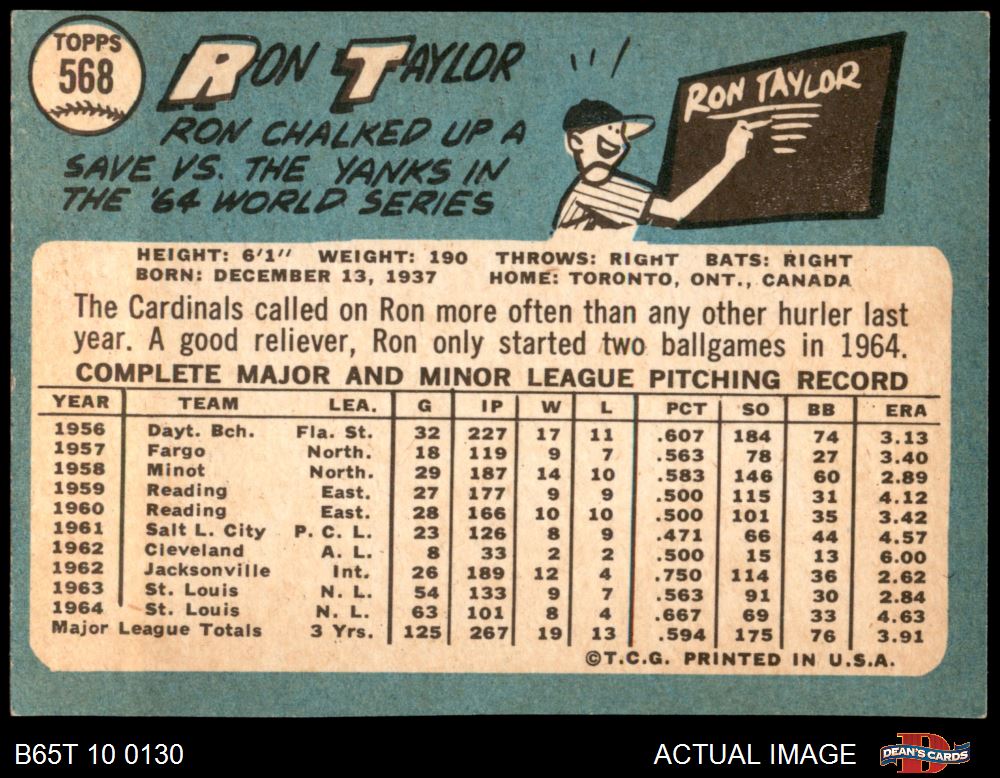 TOPPS
568
RON TAYLOR
RON CHALKED UP A
SAVE VS. THE YANKS IN
THE '64 WORLD SERIES
RON TAYLOR
HEIGHT: 6'1" WEIGHT: 190 THROWS: RIGHT BATS: RIGHT
BORN: DECEMBER 13, 1937 HOME: TORONTO, ONT., CANADA
The Cardinals called on Ron more often than any other hurler last
year. A good reliever, Ron only started two ballgames in 1964.
COMPLETE MAJOR AND MINOR LEAGUE PITCHING RECORD
YEAR TEAM LEA. G IP W L PCT SO BB ERA
1956 Dayt. Bch. Fla. St. 32 227 17 11 .607 184 74 3.13
1957 Fargo North. 18 119 9 7 .563 78 27 3.40
1958 Minot North. 29 187 14 10 .583 146 60 2.89
1959 Reading East. 27 177 9 9 .500 115 31 4.12
1960 Reading East. 28 166 10 10 .500 101 35 3.42
1961 Salt L. City P. C. L. 23 126 8 9 .471 66 44 4.57
1962 Cleveland A. L. 8 33 2 2 .500 15 13 6.00
1962 Jacksonville Int. 26 189 12 4 .750 114 36 2.62
1963 St. Louis N. L. 54 133 9 7 .563 91 30 2.84
1964 St. Louis N. L. 63 101 8 4 .667 69 33 4.63
Major League Totals 3 Yrs. 125 267 19 13 .594 175 76 3.91
©T.C.G. PRINTED IN U.S.A.
B65T 10 0130
ACTUAL IMAGE
D
DEAN'S CARDS